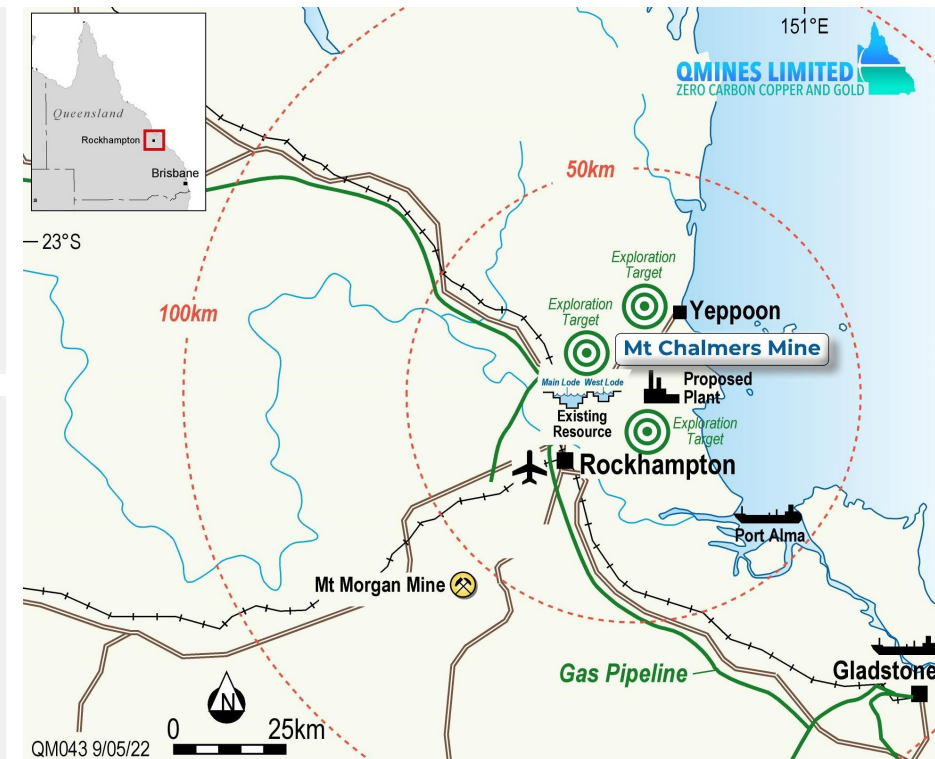 151°E
QMINES LIMITED
ZERO CARBON COPPER AND GOLD
Queensland
Rockhampton
Brisbane
23°S
50km
100km
Exploration
Target
Exploration
Target
Yeppoon
Mt Chalmers Mine
Main Lode West Lode
Proposed
Plant
Existing
Resource
Exploration
Target
Rockhampton
Port Alma
Mt Morgan Mine
Gas Pipeline
Gladstone
N
0 25km
QM043 9/05/22